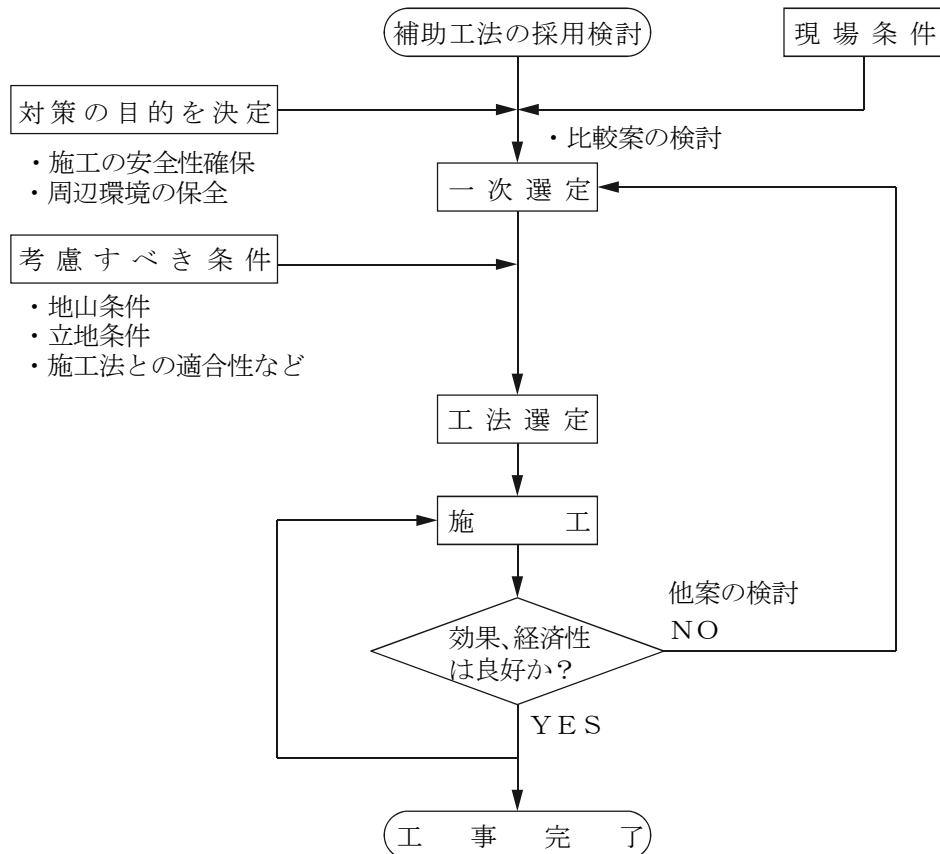 補助工法の採用検討
現場条件
対策の目的を決定
・施工の安全性確保
・周辺環境の保全
・比較案の検討
一次選定
考慮すべき条件
・地山条件
・立地条件
・施工法との適合性など
工法選定
施工
効果、経済性
は良好か？
他案の検討
ＮＯ
ＹＥＳ
工事完了